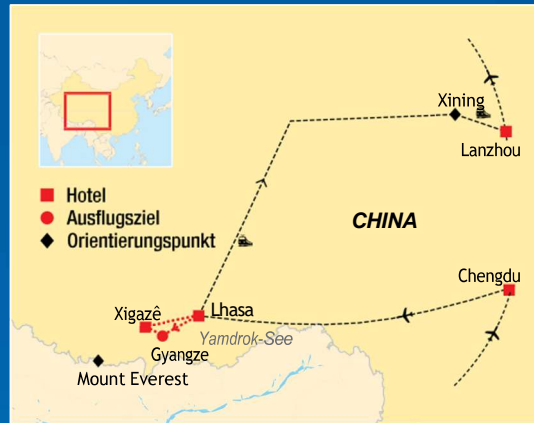 Xining
Lanzhou
Hotel
Ausflugsziel
Orientierungspunkt
CHINA
Chengdu
Xigazê
Lhasa
Yamdrok-See
Gyangze
Mount Everest